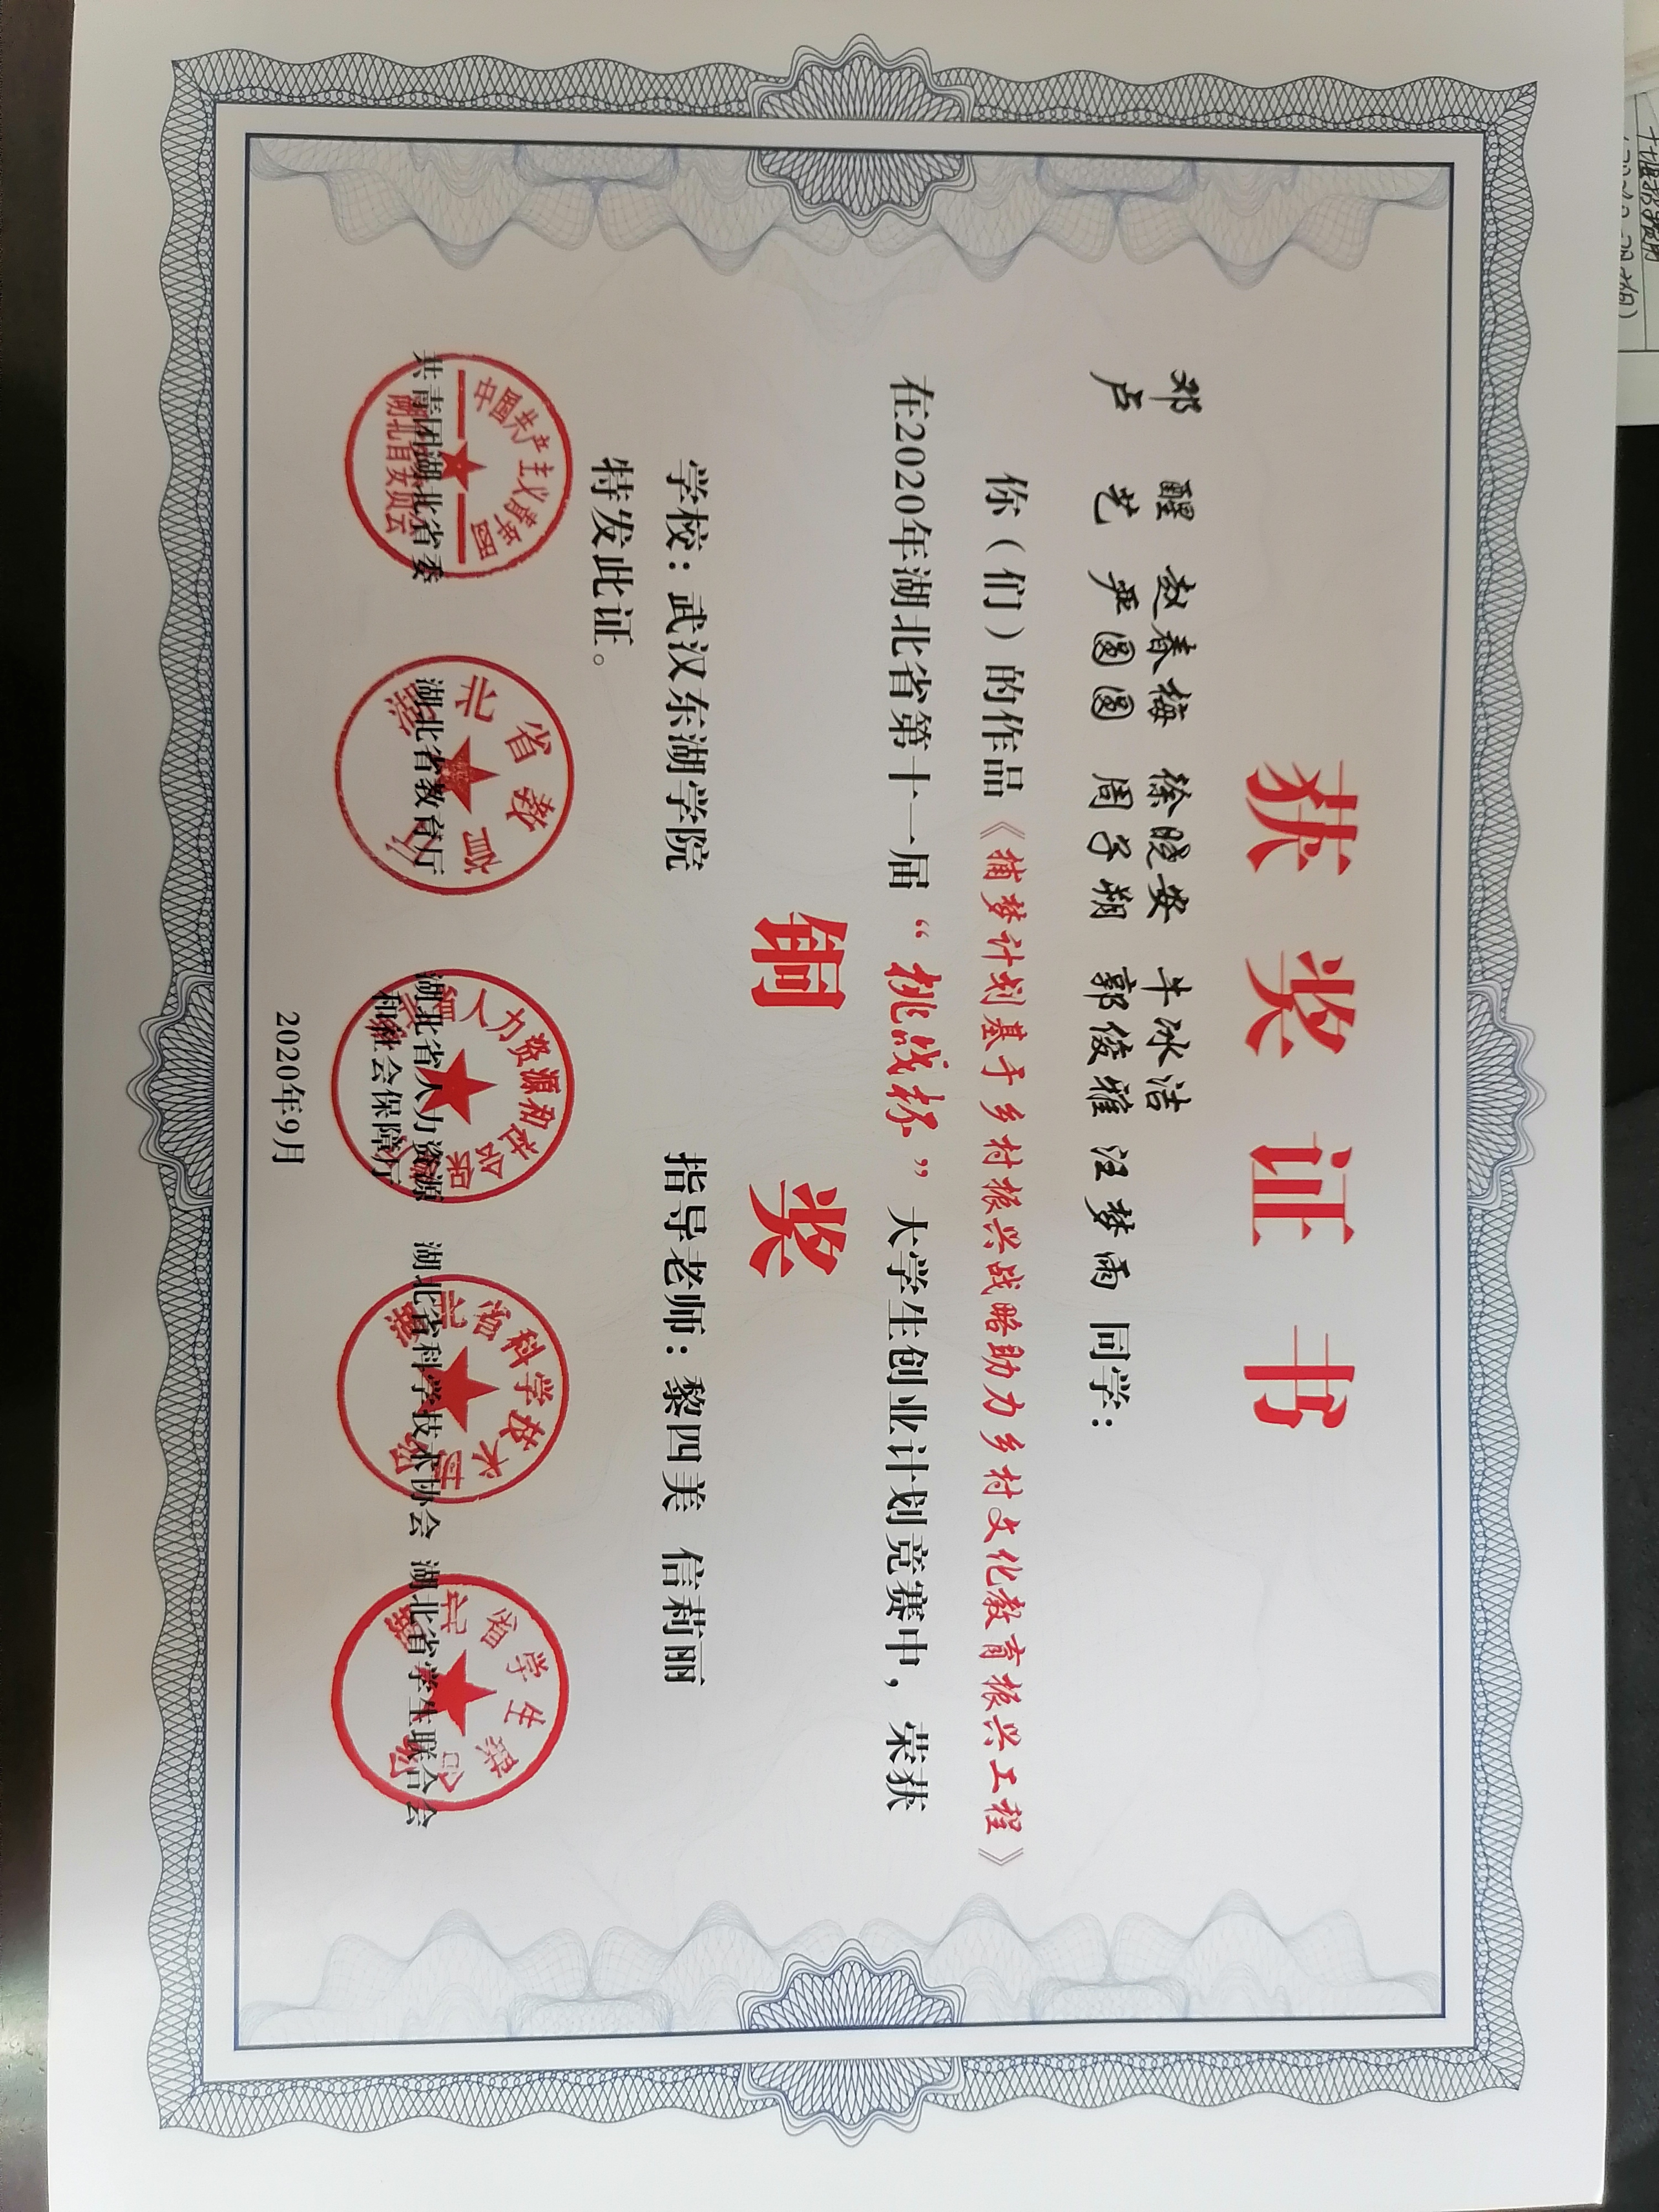 获奖证书
邓醒 赵春梅 徐晓安 牛冰洁
卢艺 严圆圆 周子朔 郭俊雅 汪梦雨 同学：
你（们）的作品《捕梦计划基于乡村振兴战略助力乡村文化教育振兴工程》
在2020年湖北省第十一届“挑战杯”大学生创业计划竞赛中，荣获
铜奖
学校：武汉东湖学院 指导老师：黎四美 信莉丽
特发此证。
共青团湖北省委 湖北省教育厅 湖北省人力资源 湖北省科学技术协会 湖北省学生联合会
和社会保障厅
2020年9月